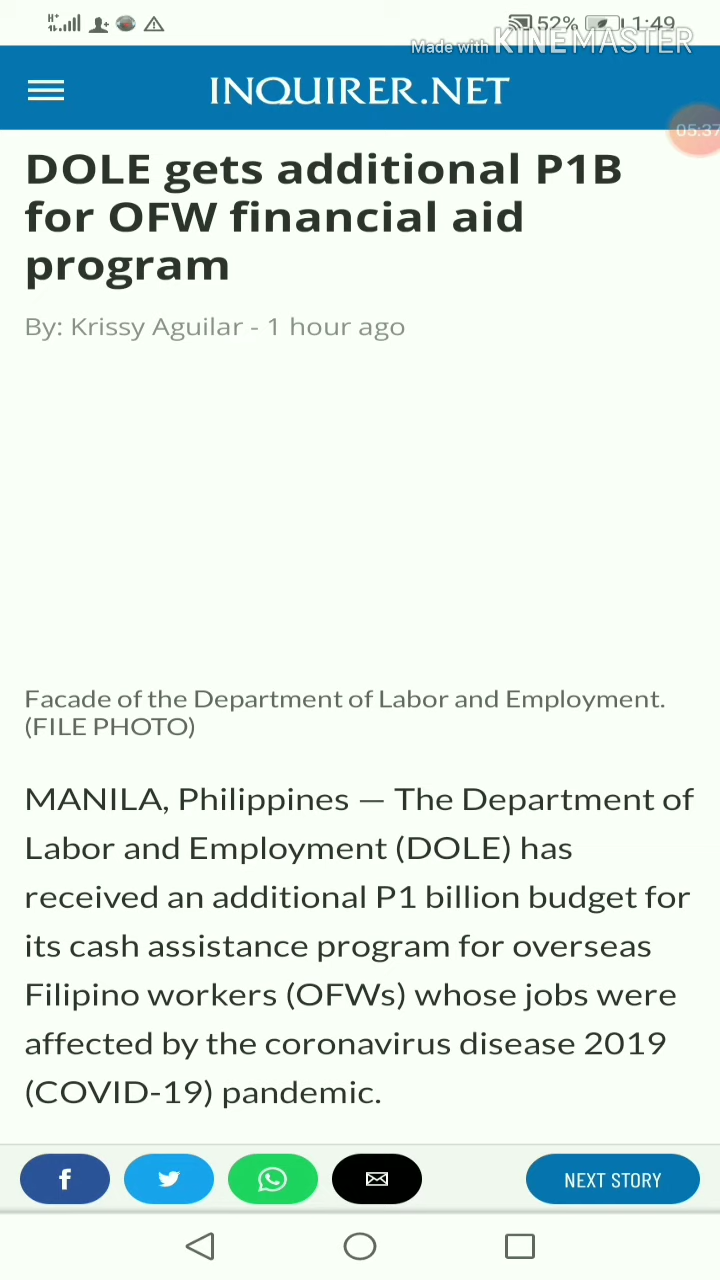 52% 1:49
Made with KINEMASTER
INQUIRER.NET
05:37
DOLE gets additional P1B
for OFW financial aid
program
By: Krissy Aguilar - 1 hour ago
Facade of the Department of Labor and Employment.
(FILE PHOTO)
MANILA, Philippines — The Department of
Labor and Employment (DOLE) has
received an additional P1 billion budget for
its cash assistance program for overseas
Filipino workers (OFWs) whose jobs were
affected by the coronavirus disease 2019
(COVID-19) pandemic.
NEXT STORY